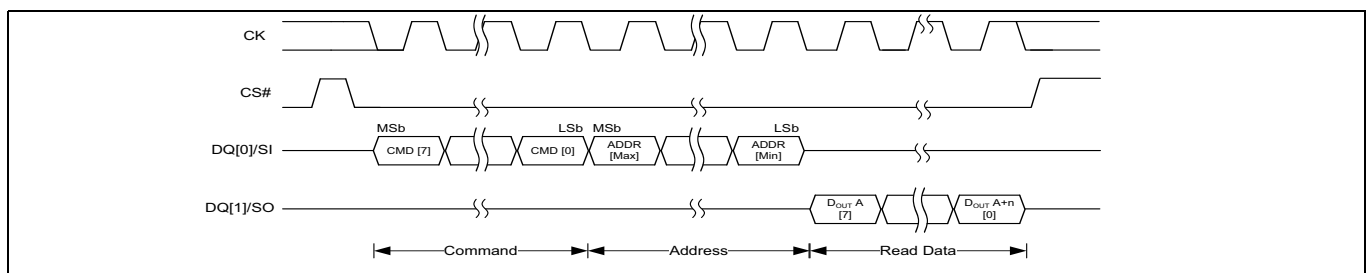 CK
CS#
MSb LSb MSb LSb
DQ[0]/SI CMD [7] CMD [0] ADDR [Max] ADDR [Min]
DQ[1]/SO DOUT A [7] DOUT A+n [0]
Command Address Read Data